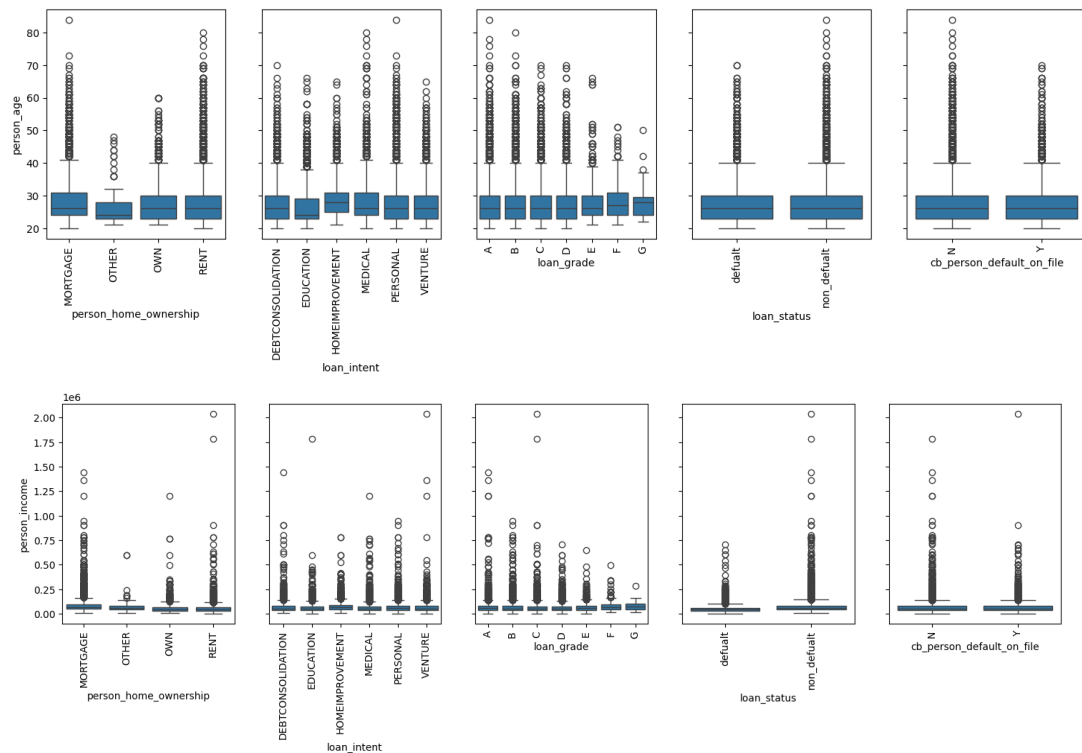 person_age
80
70
60
50
40
30
20
MORTGAGE
OTHER
OWN
RENT
person_home_ownership
DEBTCONSOLIDATION
EDUCATION
HOMEIMPROVEMENT
MEDICAL
PERSONAL
VENTURE
loan_intent
A
B
C
D
E
F
G
loan_grade
defualt
non_defualt
loan_status
N
Y
cb_person_default_on_file
1e6
person_income
2.00
1.75
1.50
1.25
1.00
0.75
0.50
0.25
0.00
MORTGAGE
OTHER
OWN
RENT
person_home_ownership
DEBTCONSOLIDATION
EDUCATION
HOMEIMPROVEMENT
MEDICAL
PERSONAL
VENTURE
loan_intent
A
B
C
D
E
F
G
loan_grade
defualt
non_defualt
loan_status
N
Y
cb_person_default_on_file